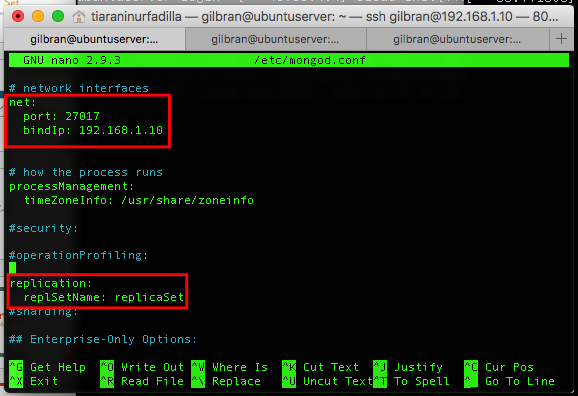 tiaraninurfadilla — gilbran@ubuntuserver: ~ — ssh gilbran@192.168.1.10 — 80...
gilbran@ubuntuserver:... gilbran@ubuntuserver:... gilbran@ubuntuserver:... +
GNU nano 2.9.3 /etc/mongod.conf
# network interfaces
net:
  port: 27017
  bindIp: 192.168.1.10
# how the process runs
processManagement:
  timeZoneInfo: /usr/share/zoneinfo
#security:
#operationProfiling:
replication:
  replSetName: replicaSet
#sharding:
## Enterprise-Only Options:
^G Get Help ^O Write Out ^W Where Is ^K Cut Text ^J Justify ^C Cur Pos
^X Exit ^R Read File ^\ Replace ^U Uncut Text ^T To Spell ^_ Go To Line